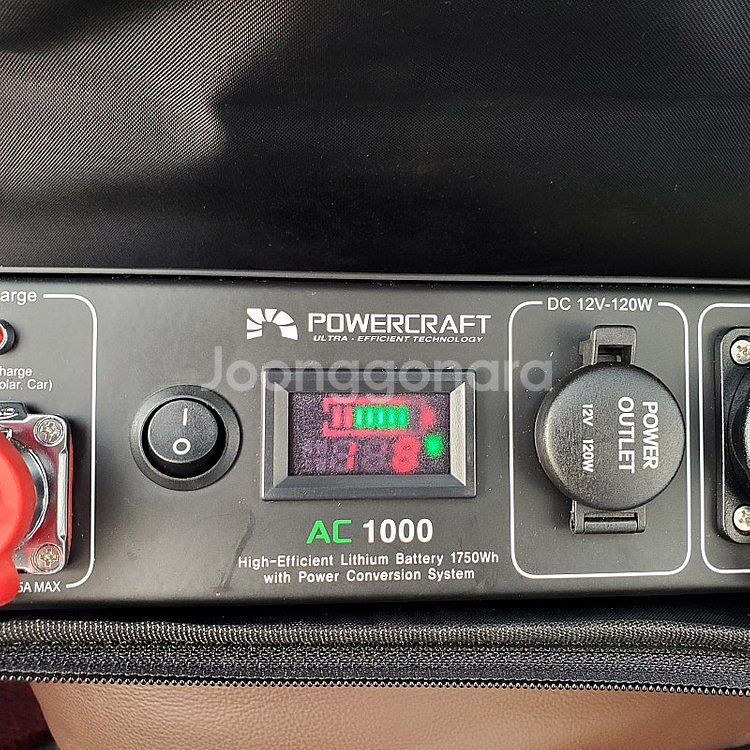 arge
harge
olar, Car)
5A MAX
POWERCRAFT
ULTRA - EFFICIENT TECHNOLOGY
Joonggonara
AC 1000
High-Efficient Lithium Battery 1750Wh
with Power Conversion System
DC 12V-120W
POWER
OUTLET
12V 120W